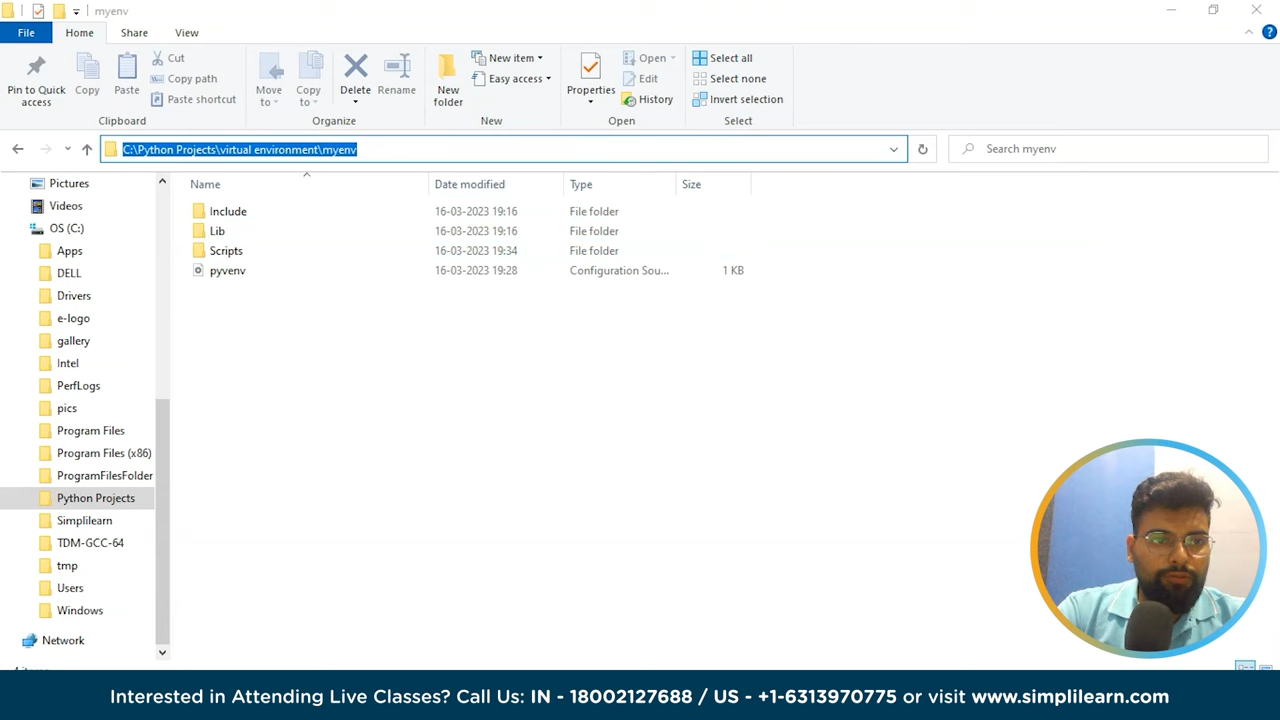 myenv
File Home Share View
Pin to Quick access
Copy
Paste
Cut
Copy path
Paste shortcut
Clipboard
Move to
Copy to
Delete
Rename
Organize
New folder
New item
Easy access
New
Properties
Open
Edit
History
Open
Select all
Select none
Invert selection
Select
C:\Python Projects\virtual environment\myenv
Search myenv
Name Date modified Type Size
Include 16-03-2023 19:16 File folder
Lib 16-03-2023 19:16 File folder
Scripts 16-03-2023 19:34 File folder
pyvenv 16-03-2023 19:28 Configuration Sou... 1 KB
Pictures
Videos
OS (C:)
Apps
DELL
Drivers
e-logo
gallery
Intel
PerfLogs
pics
Program Files
Program Files (x86)
ProgramFilesFolder
Python Projects
Simplilearn
TDM-GCC-64
tmp
Users
Windows
Network
Interested in Attending Live Classes? Call Us: IN - 18002127688 / US - +1-6313970775 or visit www.simplilearn.com